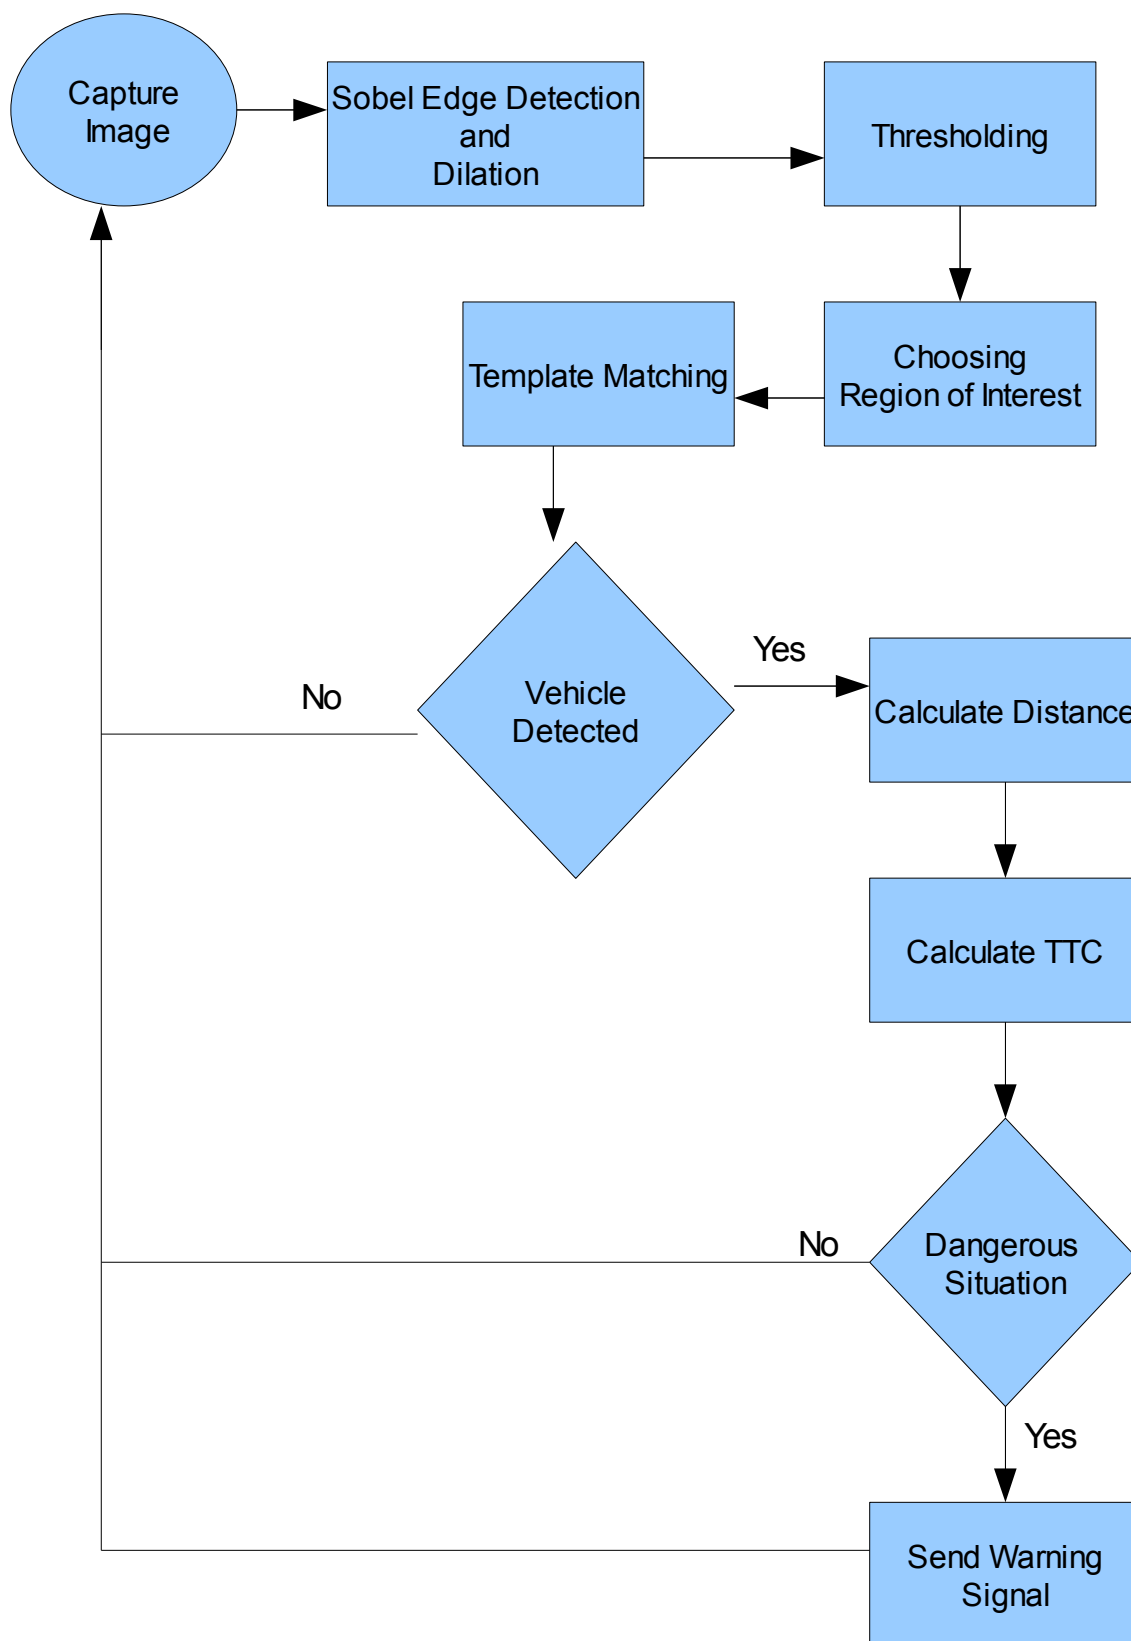 Capture
Image
Sobel Edge Detection
and
Dilation
Thresholding
Choosing
Region of Interest
Template Matching
Vehicle
Detected
Yes
No
Calculate Distance
Calculate TTC
Dangerous
Situation
No
Yes
Send Warning
Signal